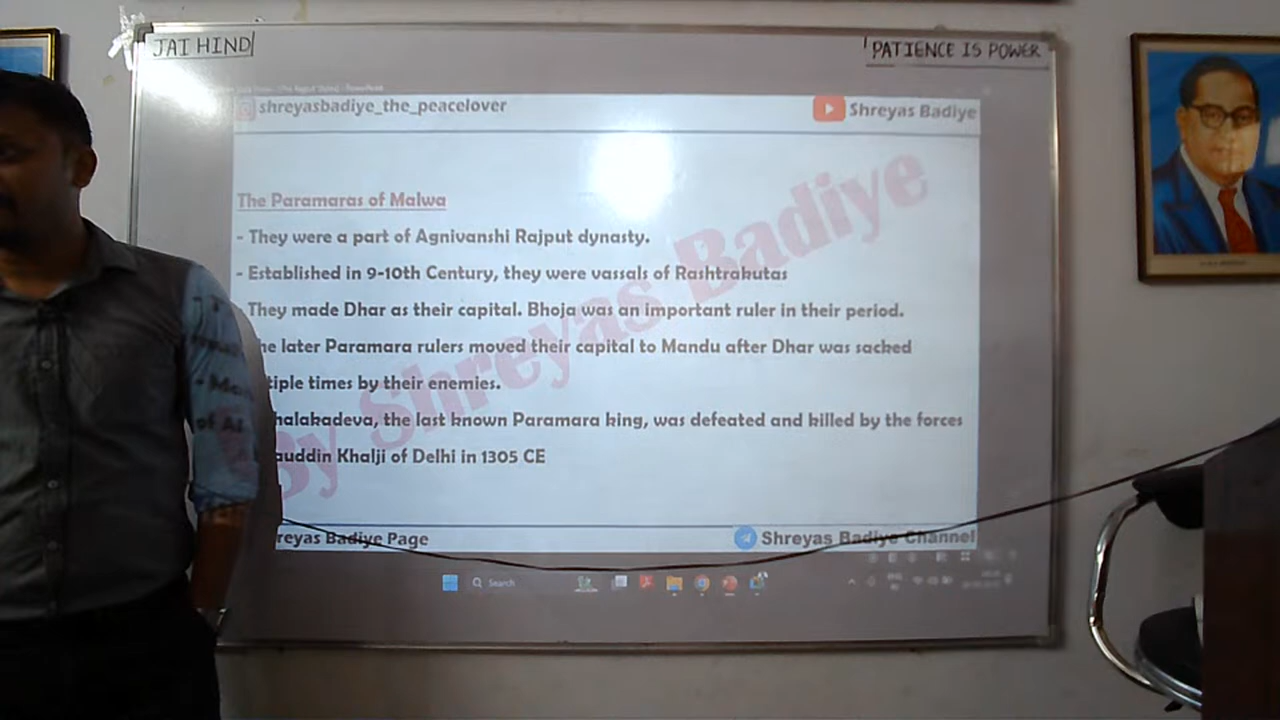 JAI HIND
'PATIENCE IS POWER
shreyasbadiye_the_peacelover
Shreyas Badiye
The Paramaras of Malwa
- They were a part of Agnivanshi Rajput dynasty.
- Established in 9-10th Century, they were vassals of Rashtrakutas
They made Dhar as their capital. Bhoja was an important ruler in their period.
he later Paramara rulers moved their capital to Mandu after Dhar was sacked
tiple times by their enemies.
halakadeva, the last known Paramara king, was defeated and killed by the forces
auddin Khalji of Delhi in 1305 CE
By Shreyas Badiye
reyas Badiye Page
Shreyas Badiye Channel
Search